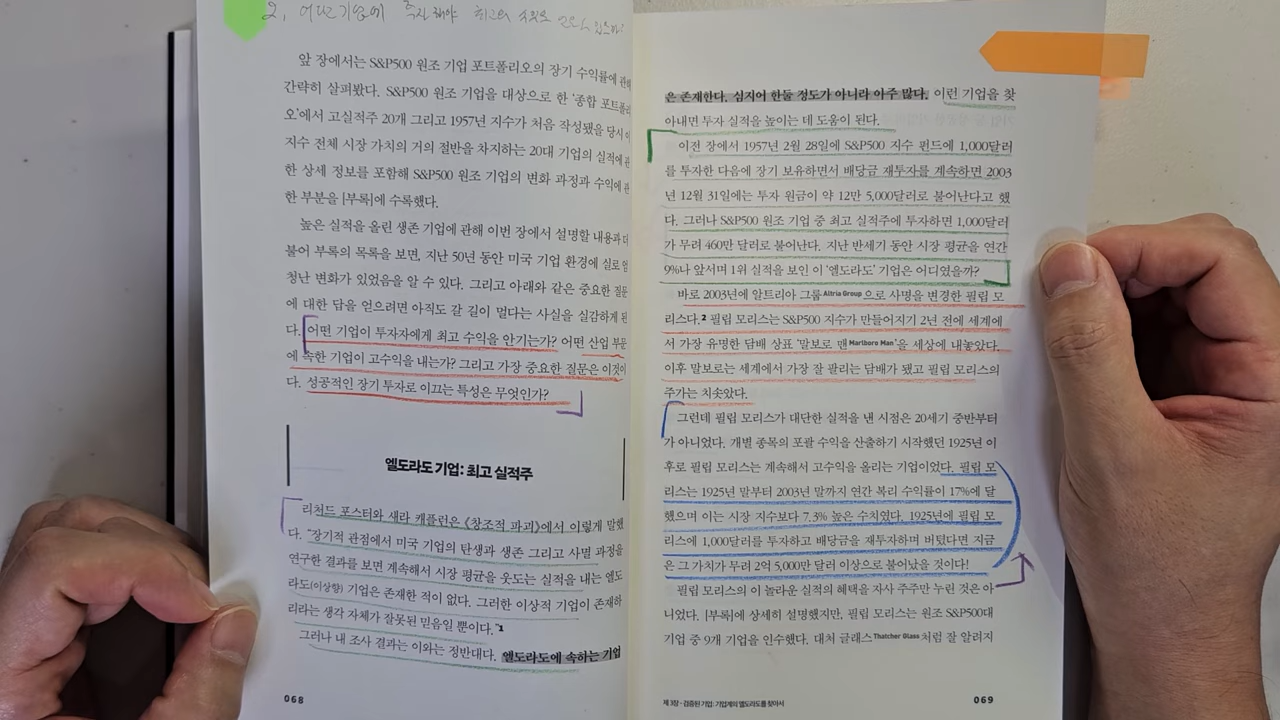 2. 어떤 기업에 투자해야 최고의 수익을 얻을 수 있는가?
앞 장에서는 S&P500 원조 기업 포트폴리오의 장기 수익률에 관해
간략히 살펴봤다. S&P500 원조 기업을 대상으로 한 ‘종합 포트폴리
오’에서 고실적주 20개 그리고 1957년 지수가 처음 작성됐을 당시 이
지수 전체 시장 가치의 거의 절반을 차지하는 20대 기업의 실적에 관
한 상세 정보를 포함해 S&P500 원조 기업의 변화 과정과 수익에 관
한 부분을 [부록]에 수록했다.
높은 실적을 올린 생존 기업에 관해 이번 장에서 설명할 내용과 더
불어 부록의 목록을 보면, 지난 50년 동안 미국 기업 환경에 실로 엄
청난 변화가 있었음을 알 수 있다. 그리고 아래와 같은 중요한 질문
에 대한 답을 얻으려면 아직도 갈 길이 멀다는 사실을 실감하게 된
다. 어떤 기업이 투자자에게 최고 수익을 안기는가? 어떤 산업 부문
에 속한 기업이 고수익을 내는가? 그리고 가장 중요한 질문은 이것이
다. 성공적인 장기 투자로 이끄는 특성은 무엇인가?
엘도라도 기업: 최고 실적주
리처드 포스터와 새라 캐플런은 《창조적 파괴》에서 이렇게 말했
다. “장기적 관점에서 미국 기업의 탄생과 생존 그리고 사멸 과정을
연구한 결과를 보면 계속해서 시장 평균을 웃도는 실적을 내는 엘도
라도(이상향) 기업은 존재한 적이 없다. 그러한 이상적 기업이 존재하
리라는 생각 자체가 잘못된 믿음일 뿐이다.”1
그러나 내 조사 결과는 이와는 정반대다. 엘도라도에 속하는 기업
068
은 존재한다. 심지어 한둘 정도가 아니라 아주 많다. 이런 기업을 찾
아내면 투자 실적을 높이는 데 도움이 된다.
이전 장에서 1957년 2월 28일에 S&P500 지수 펀드에 1,000달러
를 투자한 다음에 장기 보유하면서 배당금 재투자를 계속하면 2003
년 12월 31일에는 투자 원금이 약 12만 5,000달러로 불어난다고 했
다. 그러나 S&P500 원조 기업 중 최고 실적주에 투자하면 1,000달러
가 무려 460만 달러로 불어난다. 지난 반세기 동안 시장 평균을 연간
9%나 앞서며 1위 실적을 보인 이 ‘엘도라도’ 기업은 어디였을까?
바로 2003년에 알트리아 그룹Altria Group으로 사명을 변경한 필립 모
리스다.2 필립 모리스는 S&P500 지수가 만들어지기 2년 전에 세계에
서 가장 유명한 담배 상표 ‘말보로 맨Marlboro Man’을 세상에 내놓았다.
이후 말보로는 세계에서 가장 잘 팔리는 담배가 됐고 필립 모리스의
주가는 치솟았다.
그런데 필립 모리스가 대단한 실적을 낸 시점은 20세기 중반부터
가 아니었다. 개별 종목의 포괄 수익을 산출하기 시작했던 1925년 이
후로 필립 모리스는 계속해서 고수익을 올리는 기업이었다. 필립 모
리스는 1925년 말부터 2003년 말까지 연간 복리 수익률이 17%에 달
했으며 이는 시장 지수보다 7.3% 높은 수치였다. 1925년에 필립 모
리스에 1,000달러를 투자하고 배당금을 재투자하며 버텼다면 지금
은 그 가치가 무려 2억 5,000만 달러 이상으로 불어났을 것이다!
필립 모리스의 이 놀라운 실적의 혜택을 자사 주주만 누린 것은 아
니었다. [부록]에 상세히 설명했지만, 필립 모리스는 원조 S&P500대
기업 중 9개 기업을 인수했다. 대처 글래스Thatcher Glass처럼 잘 알려지
제 3장 · 검증된 기업: 기업계의 엘도라도를 찾아서
069